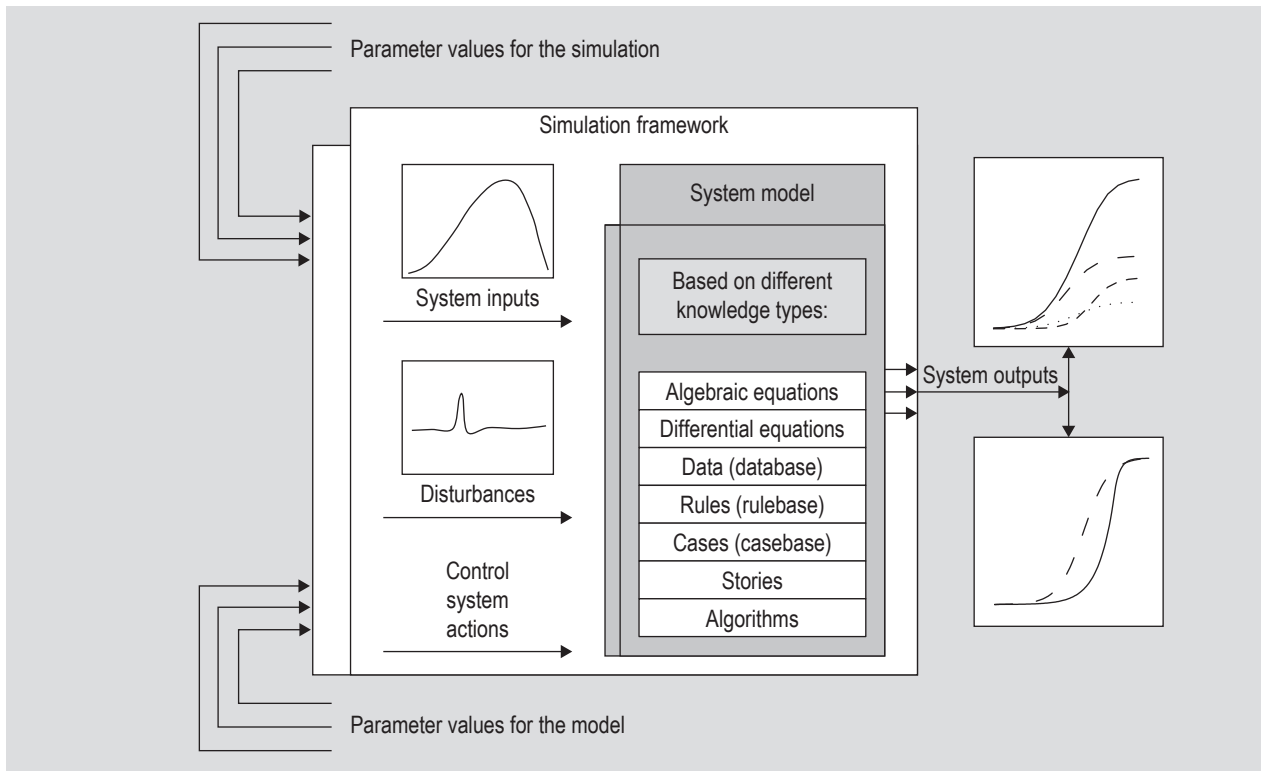 Parameter values for the simulation
Simulation framework
System inputs
Disturbances
Control
system
actions
System model
Based on different
knowledge types:
Algebraic equations
Differential equations
Data (database)
Rules (rulebase)
Cases (casebase)
Stories
Algorithms
System outputs
Parameter values for the model